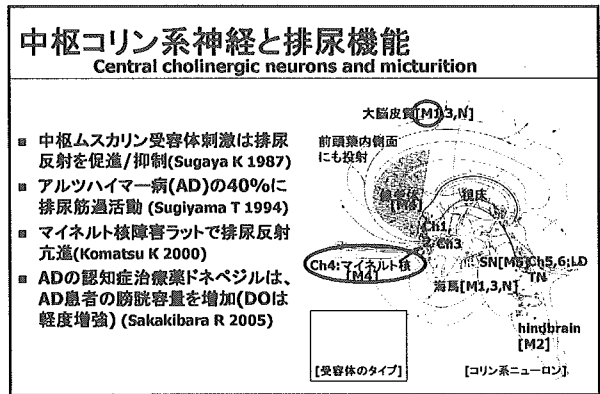 中枢コリン系神経と排尿機能
Central cholinergic neurons and micturition
中枢ムスカリン受容体刺激は排尿
反射を促進/抑制(Sugaya K 1987)
アルツハイマー病(AD)の40%に
排尿筋過活動 (Sugiyama T 1994)
マイネルト核障害ラットで排尿反射
亢進(Komatsu K 2000)
ADの認知症治療薬ドネペジルは、
AD患者の膀胱容量を増加(DOは
軽度増強) (Sakakibara R 2005)
大脳皮質[M1,3,N]
前頭葉内側面
にも投射
[M4]
視床
Ch1,
2,Ch3
Ch4:マイネルト核
[M4]
SN[M5]Ch5,6:LD
TN
海馬[M1,3,N]
hindbrain
[M2]
[受容体のタイプ]
[コリン系ニューロン]